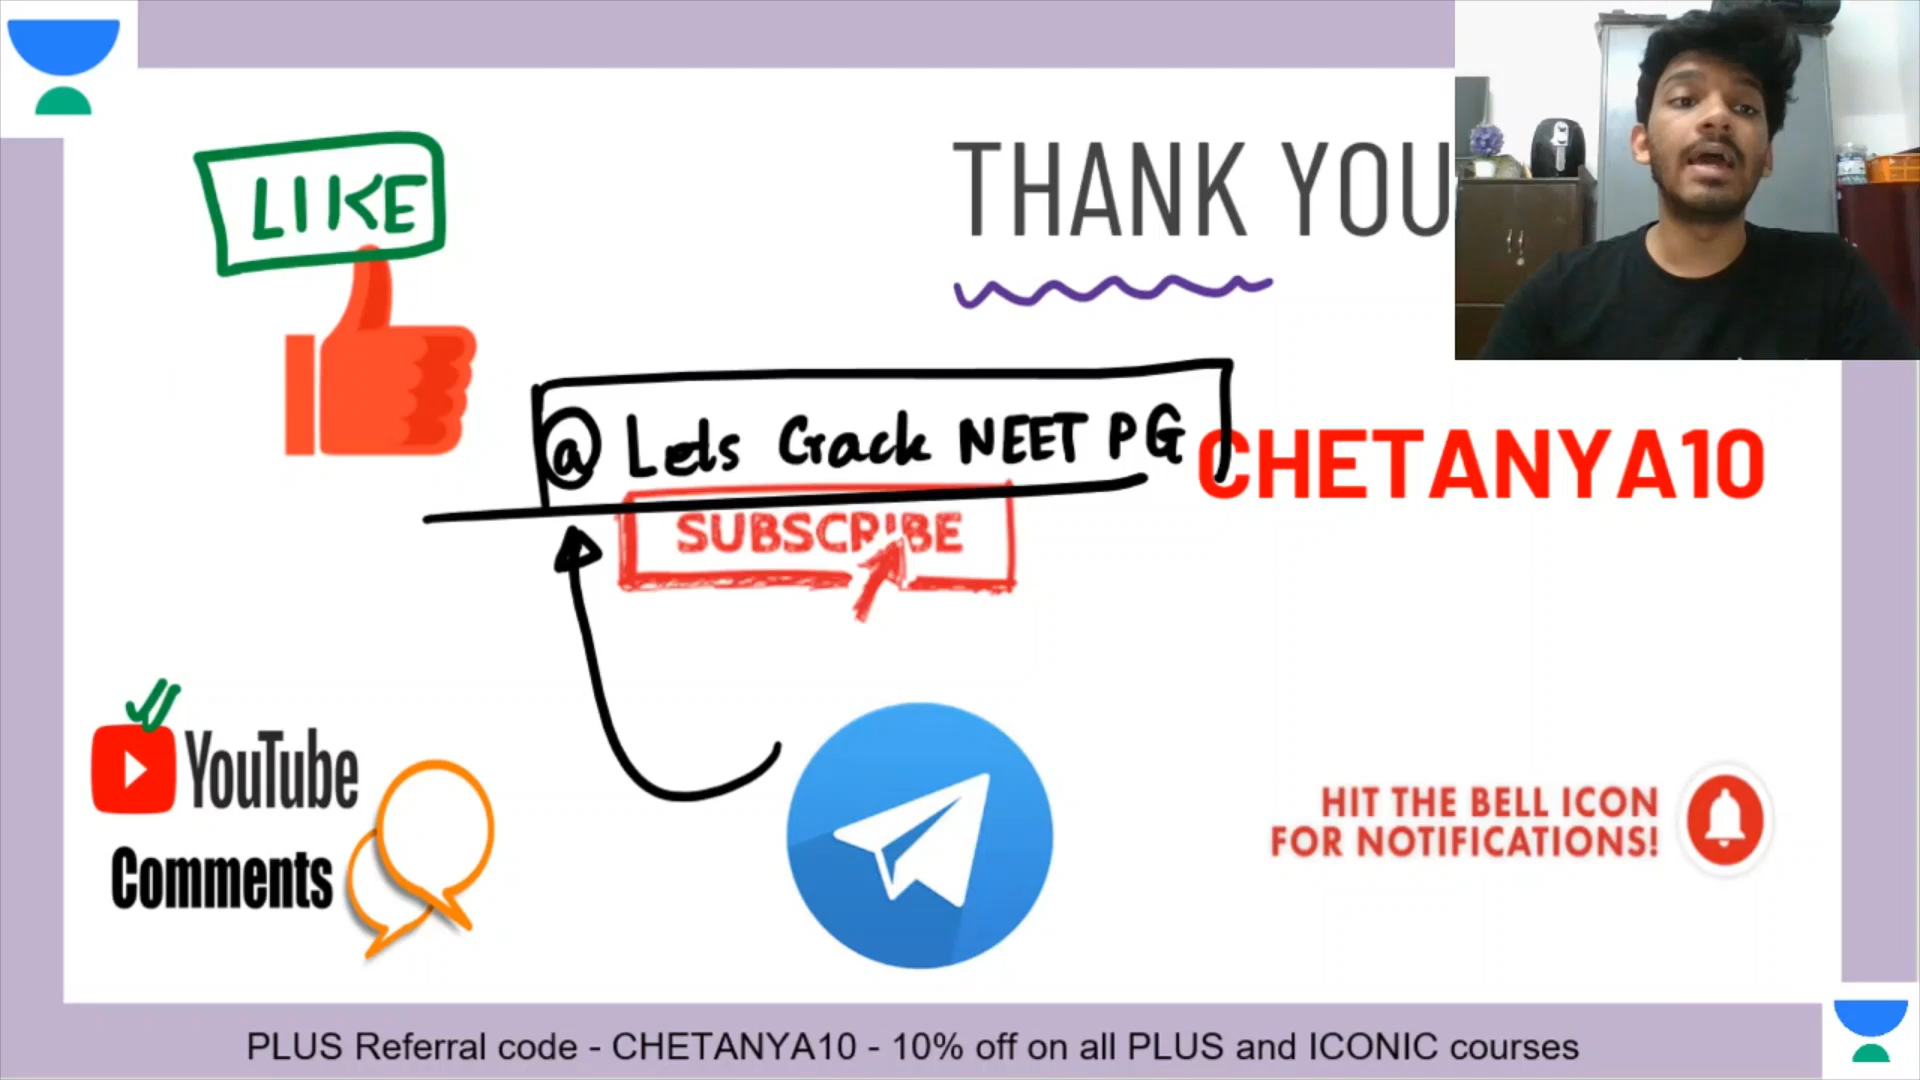 LIKE
THANK YOU
@ Lets Crack NEET PG
CHETANYA10
SUBSCRIBE
YouTube
Comments
HIT THE BELL ICON
FOR NOTIFICATIONS!
PLUS Referral code - CHETANYA10 - 10% off on all PLUS and ICONIC courses